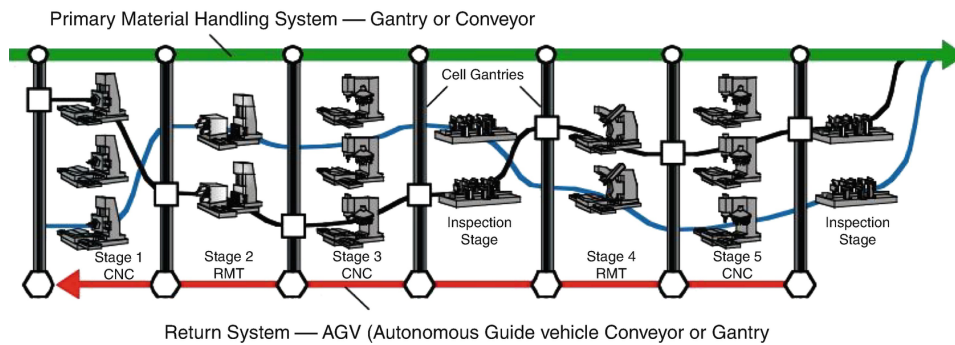 Primary Material Handling System — Gantry or Conveyor
Cell Gantries
Stage 1
CNC
Stage 2
RMT
Stage 3
CNC
Inspection
Stage
Stage 4
RMT
Stage 5
CNC
Inspection
Stage
Return System — AGV (Autonomous Guide vehicle Conveyor or Gantry